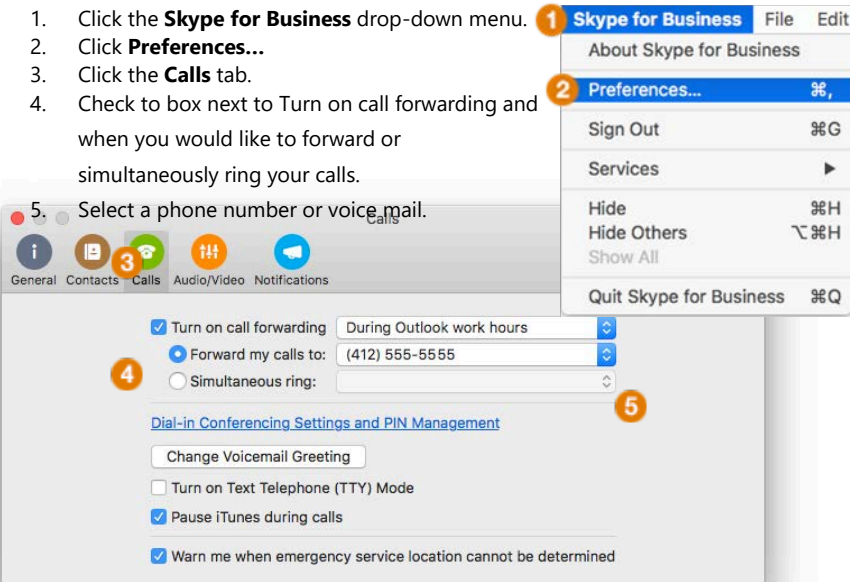 1. Click the Skype for Business drop-down menu.
2. Click Preferences...
3. Click the Calls tab.
4. Check to box next to Turn on call forwarding and
when you would like to forward or
simultaneously ring your calls.
5. Select a phone number or voice mail.
1 Skype for Business File Edit
About Skype for Business
2 Preferences... ⌘,
Sign Out ⌘G
Services ▶
Hide ⌘H
Hide Others ⌥⌘H
Show All
Quit Skype for Business ⌘Q
Calls
3
General Contacts Calls Audio/Video Notifications
Turn on call forwarding During Outlook work hours
Forward my calls to: (412) 555-5555
4
Simultaneous ring:
5
Dial-in Conferencing Settings and PIN Management
Change Voicemail Greeting
Turn on Text Telephone (TTY) Mode
Pause iTunes during calls
Warn me when emergency service location cannot be determined